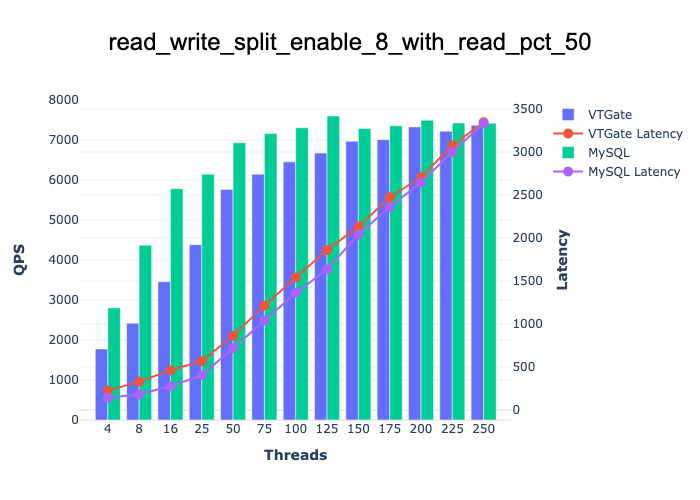 read_write_split_enable_8_with_read_pct_50
8000
7000
6000
5000
4000
3000
2000
1000
0
QPS
3500
3000
2500
2000
1500
1000
500
0
Latency
VTGate
VTGate Latency
MySQL
MySQL Latency
4 8 16 25 50 75 100 125 150 175 200 225 250
Threads